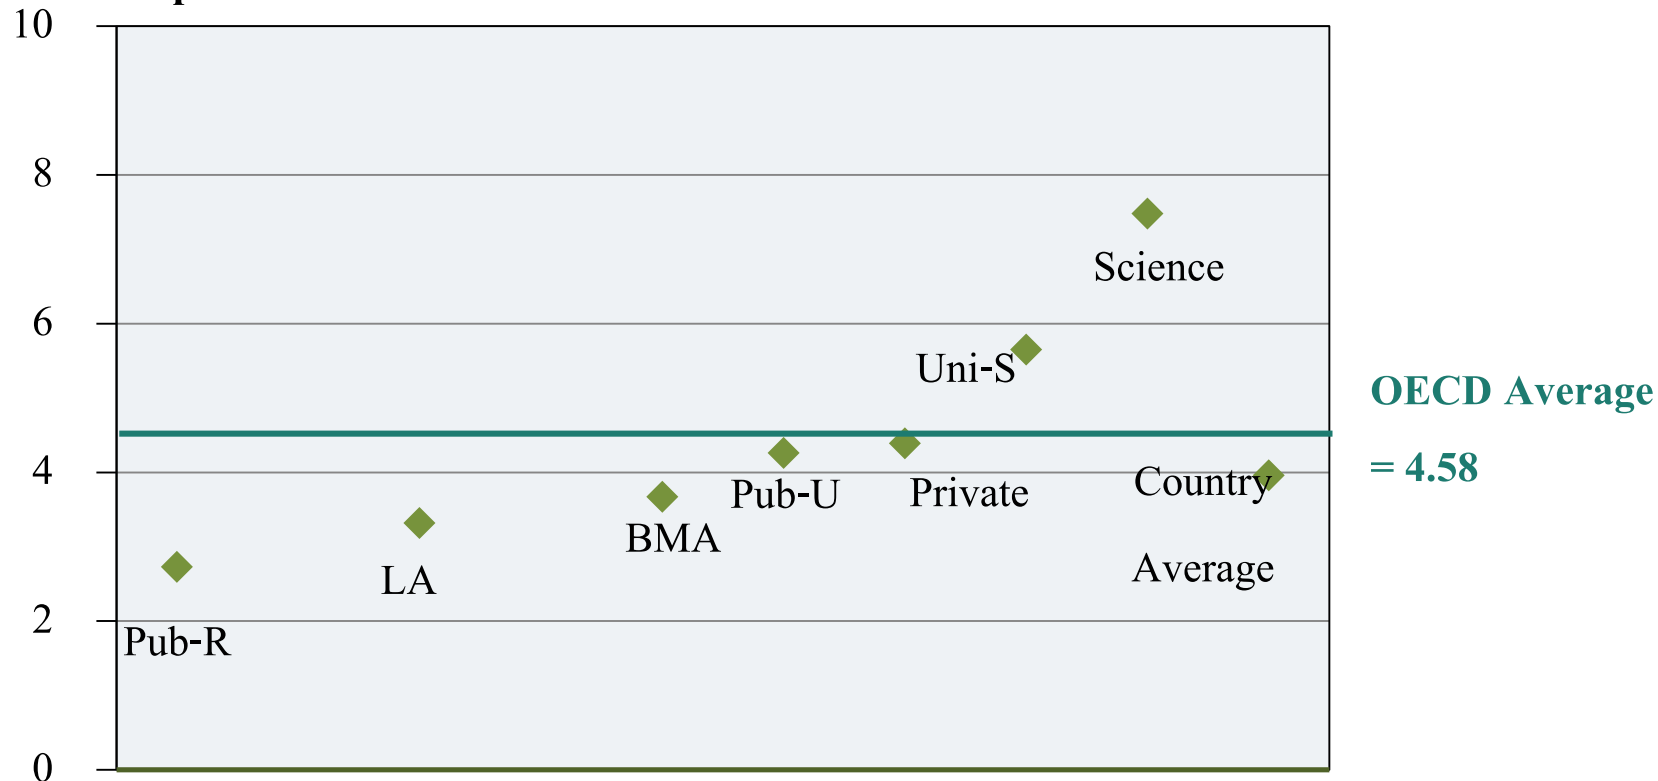 10
8
Science
6
Uni-S
OECD Average
= 4.58
4
Country
Average
Pub-U
Private
BMA
LA
2
Pub-R
0